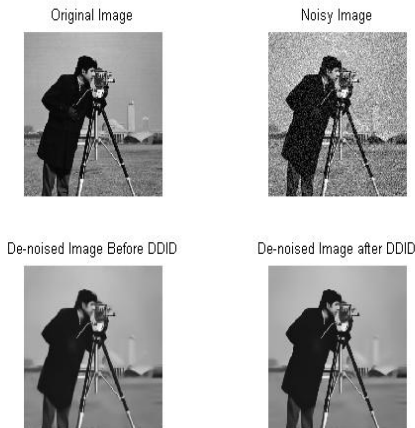 Original Image
Noisy Image
De-noised Image Before DDID
De-noised Image after DDID